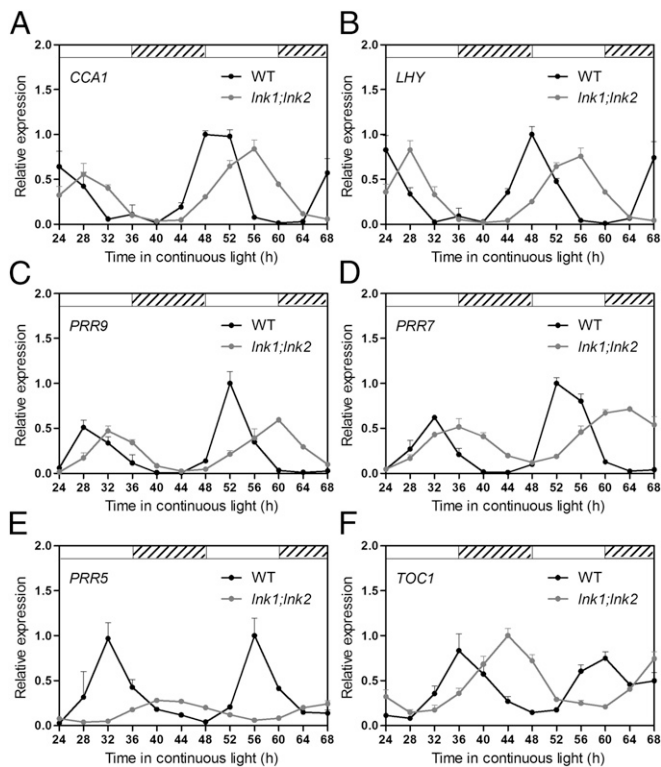 A
2.0
1.5
1.0
0.5
0.0
Relative expression
CCA1
WT
lnk1;lnk2
24 28 32 36 40 44 48 52 56 60 64 68
Time in continuous light (h)
B
2.0
1.5
1.0
0.5
0.0
Relative expression
LHY
WT
lnk1;lnk2
24 28 32 36 40 44 48 52 56 60 64 68
Time in continuous light (h)
C
2.0
1.5
1.0
0.5
0.0
Relative expression
PRR9
WT
lnk1;lnk2
24 28 32 36 40 44 48 52 56 60 64 68
Time in continuous light (h)
D
2.0
1.5
1.0
0.5
0.0
Relative expression
PRR7
WT
lnk1;lnk2
24 28 32 36 40 44 48 52 56 60 64 68
Time in continuous light (h)
E
2.0
1.5
1.0
0.5
0.0
Relative expression
PRR5
WT
lnk1;lnk2
24 28 32 36 40 44 48 52 56 60 64 68
Time in continuous light (h)
F
2.0
1.5
1.0
0.5
0.0
Relative expression
TOC1
WT
lnk1;lnk2
24 28 32 36 40 44 48 52 56 60 64 68
Time in continuous light (h)